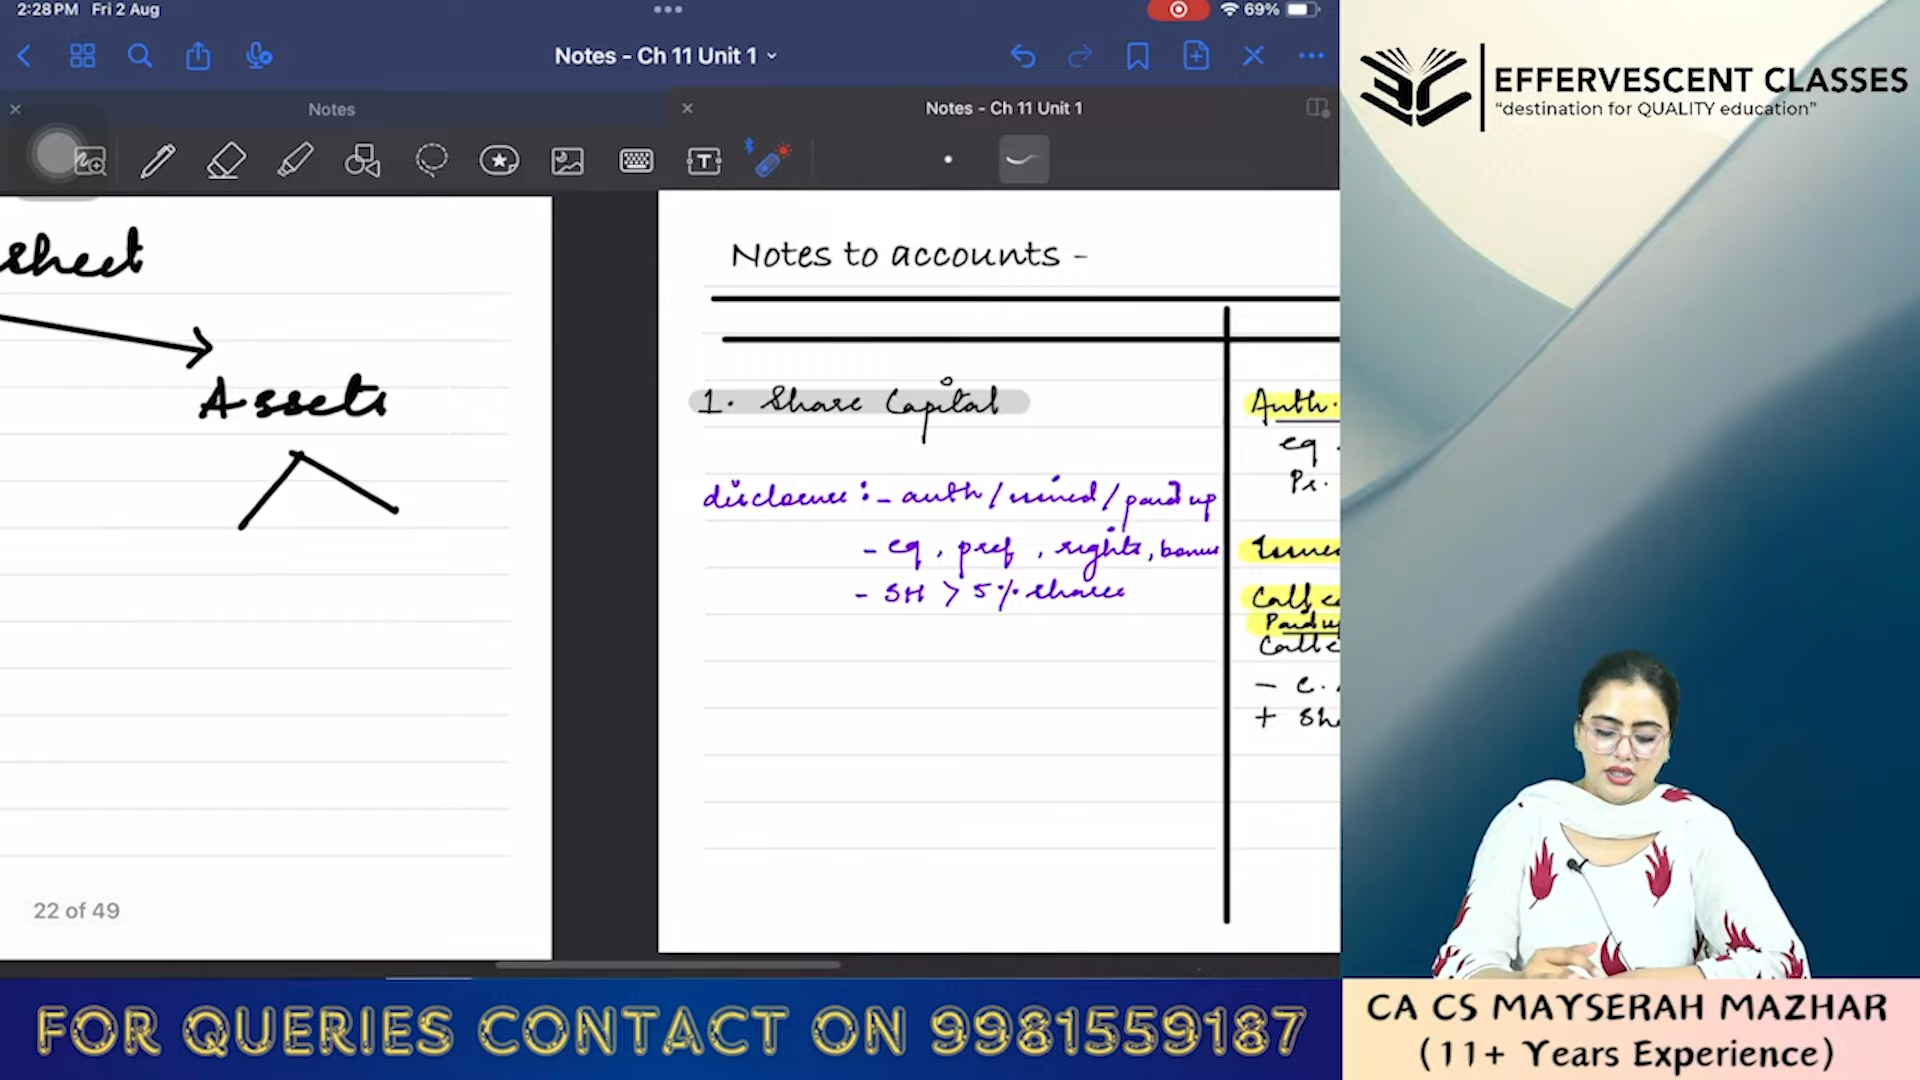 2:28 PM Fri 2 Aug
69%
Notes - Ch 11 Unit 1
Notes
Notes - Ch 11 Unit 1
sheet
Assets
22 of 49
Notes to accounts -
1. Share Capital
disclosure : - auth / issued / paid up
- eq, pref, rights, bonus
- SH > 5% shares
Auth.
eq
Pr.
Issued
Calls
Paid up
Calls
- C.
+ Sh
EFFERVESCENT CLASSES
"destination for QUALITY education"
FOR QUERIES CONTACT ON 9981559187
CA CS MAYSERAH MAZHAR
(11+ Years Experience)